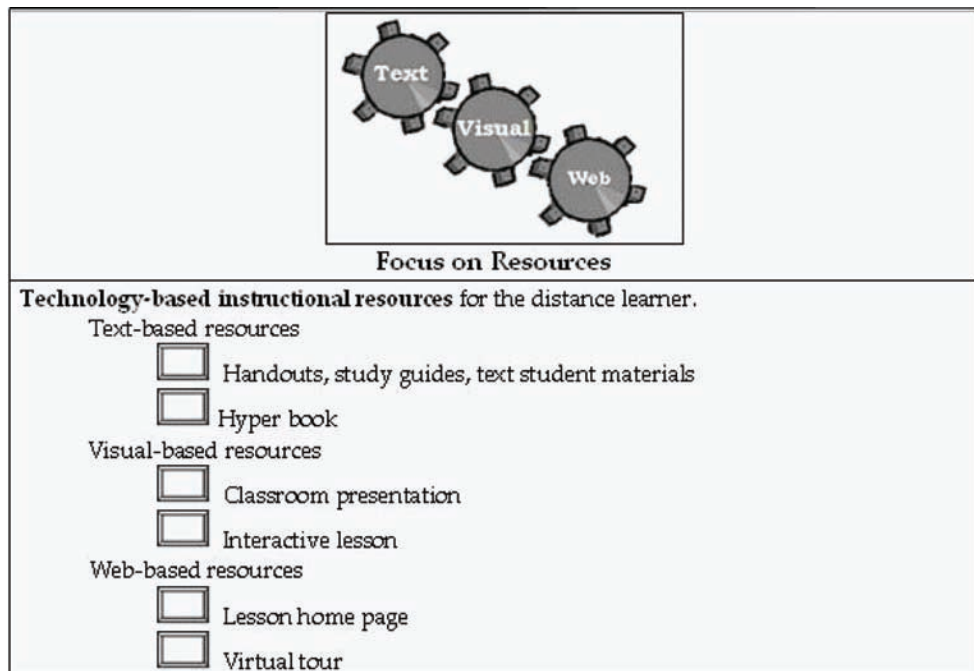 Text
Visual
Web
Focus on Resources
Technology-based instructional resources for the distance learner.
Text-based resources
Handouts, study guides, text student materials
Hyper book
Visual-based resources
Classroom presentation
Interactive lesson
Web-based resources
Lesson home page
Virtual tour